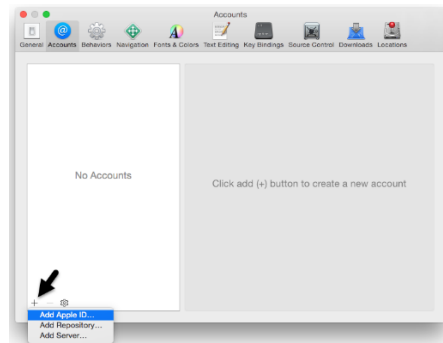 Accounts
General Accounts Behaviors Navigation Fonts & Colors Text Editing Key Bindings Source Control Downloads Locations
No Accounts
Click add (+) button to create a new account
Add Apple ID...
Add Repository...
Add Server...